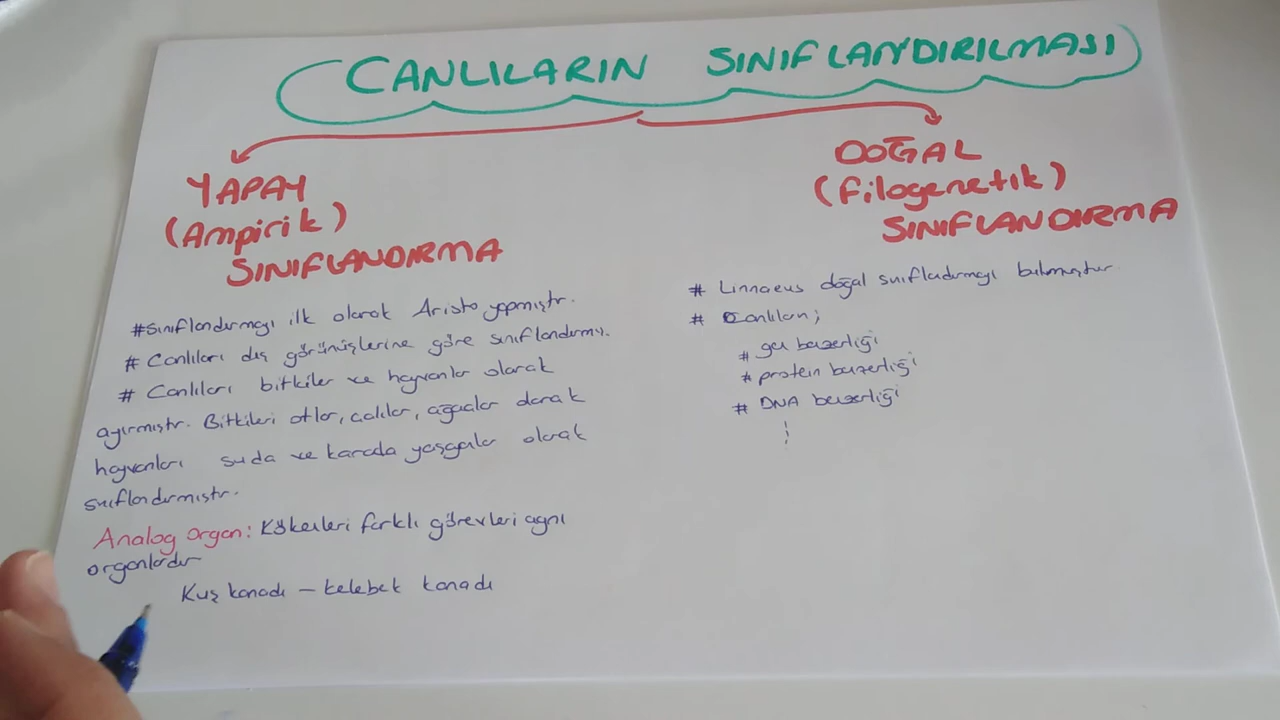 CANLILARIN SINIFLANDIRILMASI
YAPAY
(Ampirik)
SINIFLANDIRMA
#Sınıflandırmayı ilk olarak Aristo yapmıştır.
# Canlıları dış görünüşlerine göre sınıflandırmış.
# Canlıları bitkiler ve hayvanlar olarak
ayırmıştır. Bitkileri otlar, çalılar, ağaçlar olarak
hayvanları suda ve karada yaşayanlar olarak
sınıflandırmıştır.
Analog Organ: Kökenleri farklı görevleri aynı
organlardır
Kuş kanadı – kelebek kanadı
DOĞAL
(filogenetik)
SINIFLANDIRMA
# Linnaeus doğal sınıflandırmayı bulmuştur
# Canlıları;
# gen benzerliği
# protein benzerliği
# DNA benzerliği